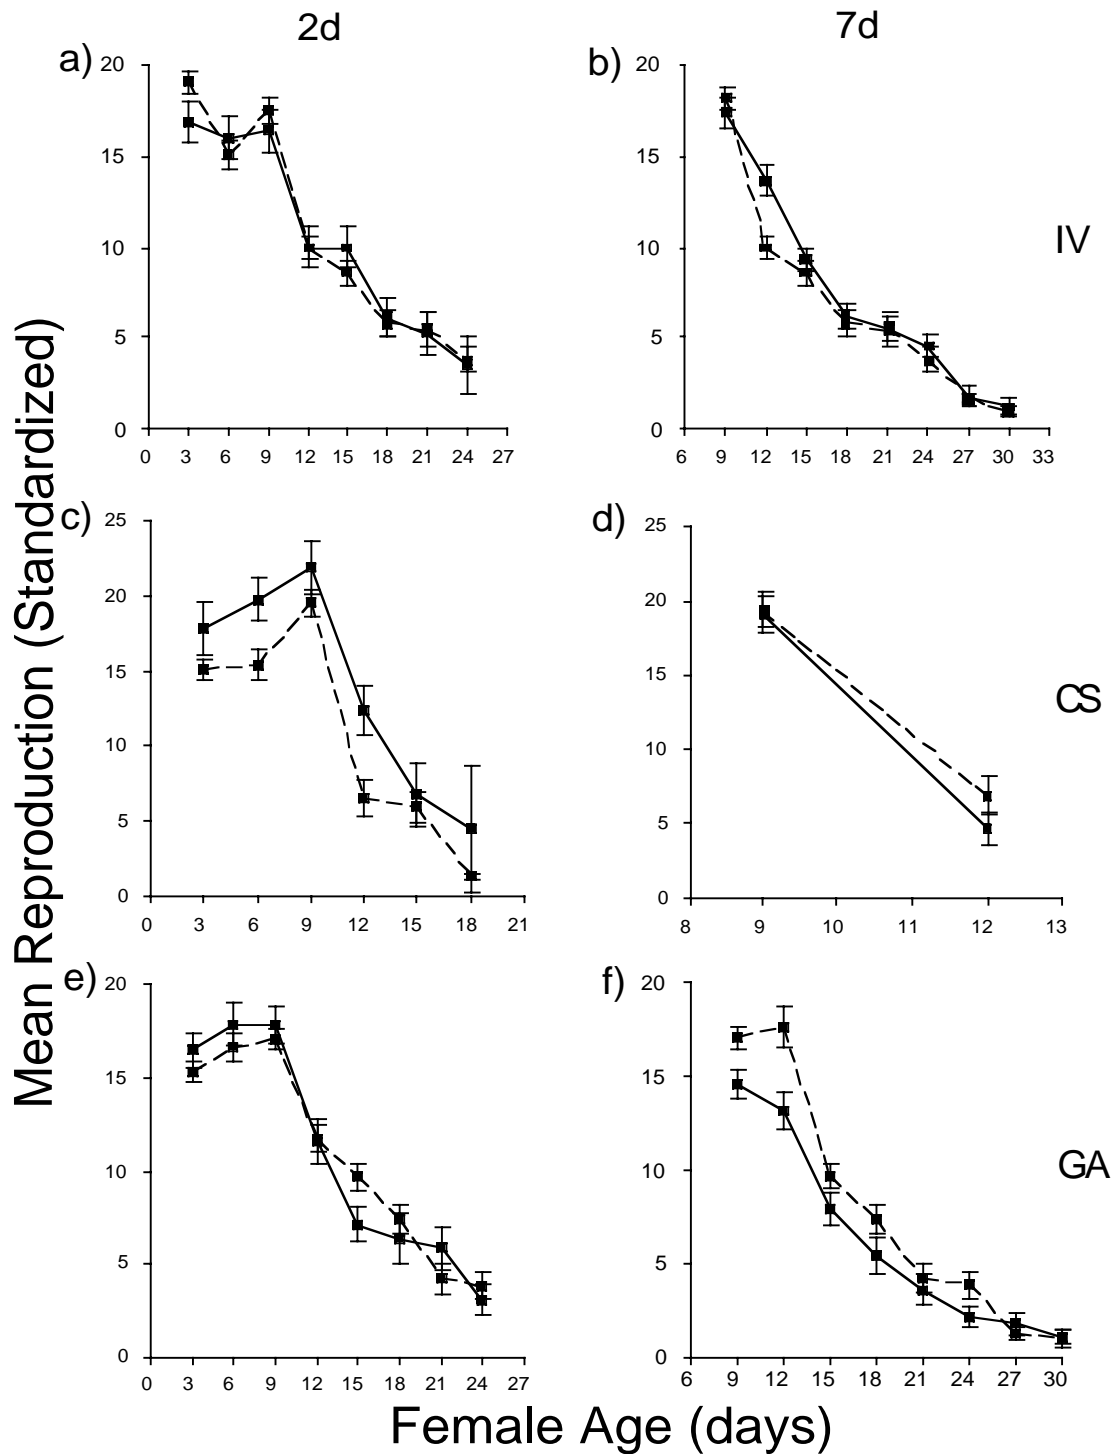 2d 7d
a) b)
20 20
15 15
10 10
5 5
0 0
0 3 6 9 12 15 18 21 24 27 6 9 12 15 18 21 24 27 30 33
IV
c) d)
25 25
20 20
15 15
10 10
5 5
0 0
0 3 6 9 12 15 18 21 8 9 10 11 12 13
CS
e) f)
20 20
15 15
10 10
5 5
0 0
0 3 6 9 12 15 18 21 24 27 6 9 12 15 18 21 24 27 30
GA
Mean Reproduction (Standardized)
Female Age (days)